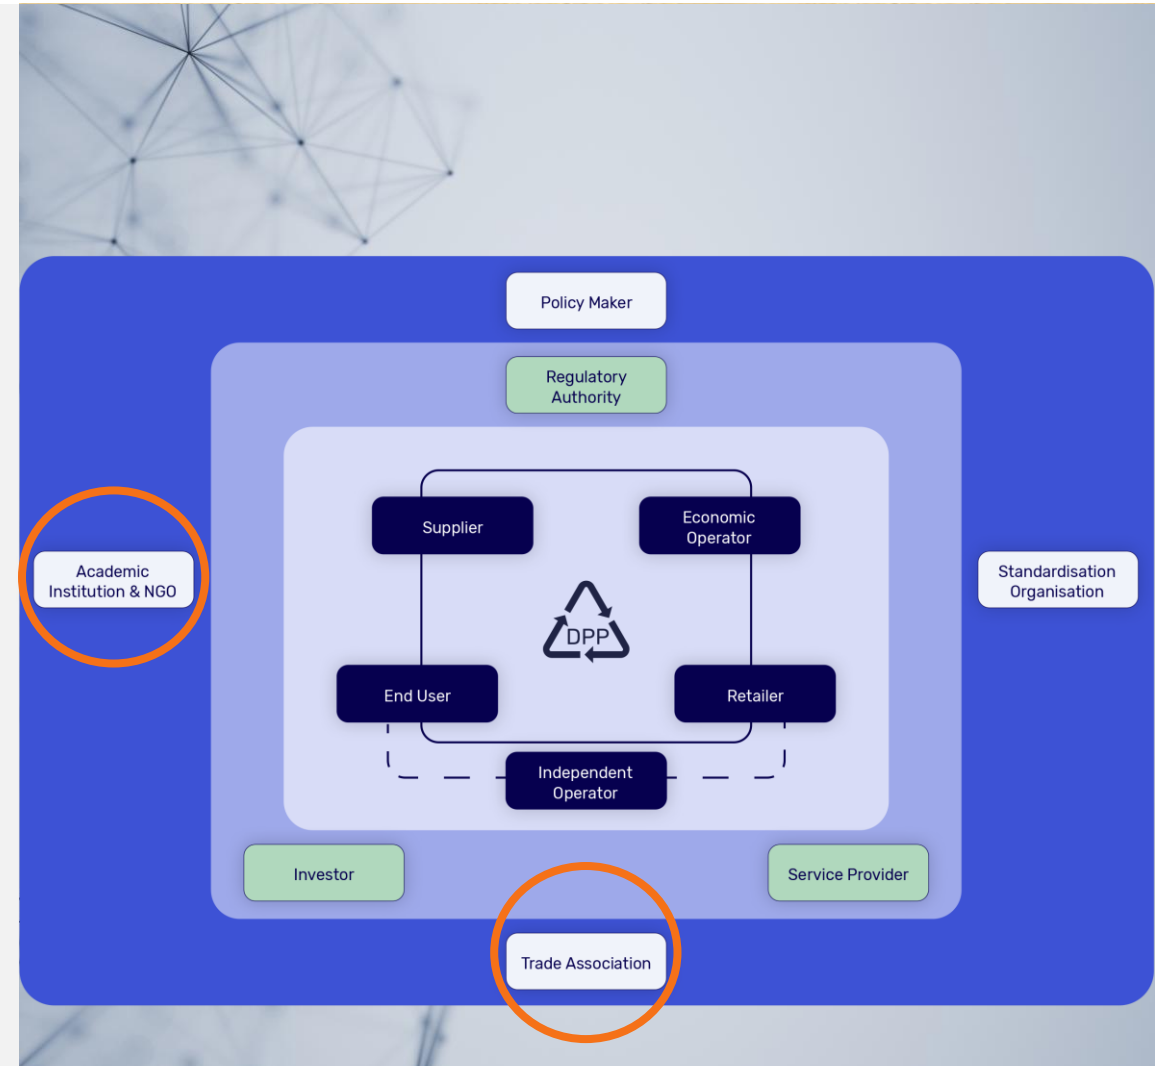 Policy Maker
Regulatory
Authority
Supplier
Economic
Operator
Academic
Institution & NGO
DPP
Standardisation
Organisation
End User
Retailer
Independent
Operator
Investor
Service Provider
Trade Association